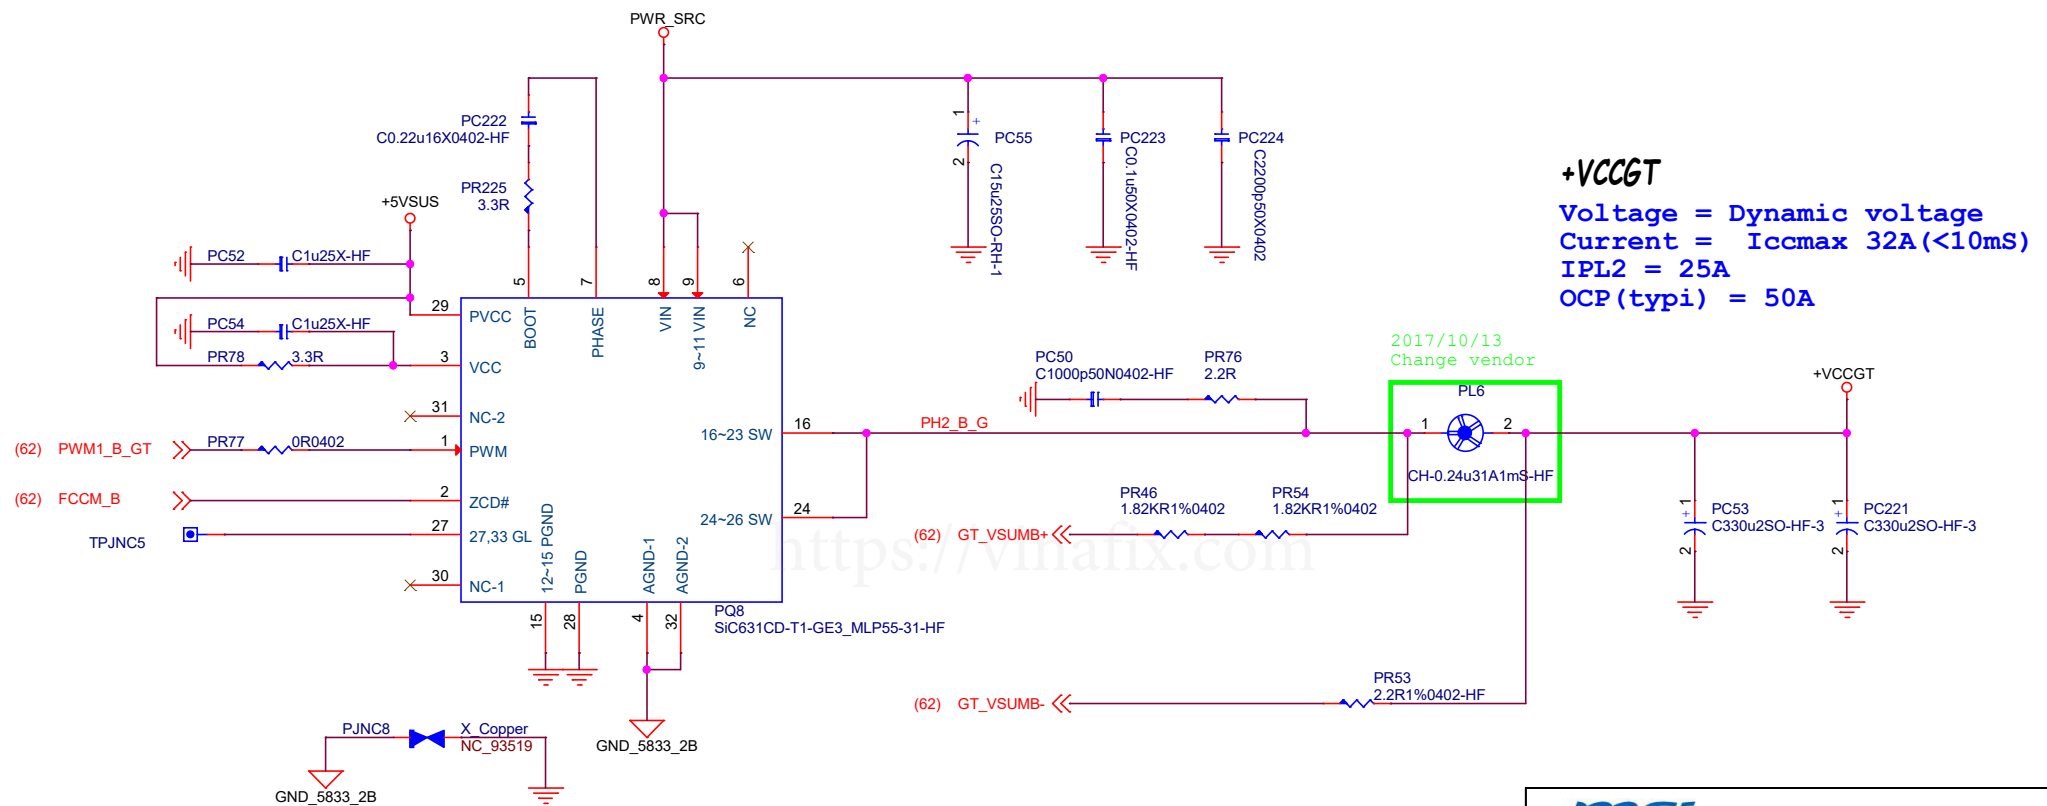 PWR_SRC
PC222
C0.22u16X0402-HF
PR225
3.3R
+5VSUS
PC52
C1u25X-HF
PC54
C1u25X-HF
PR78
3.3R
PC55
C15u25SO-RH-1
1
2
+
PC223
C0.1u50X0402-HF
PC224
C2200p50X0402
+VCCGT
Voltage = Dynamic voltage
Current = Iccmax 32A(<10mS)
IPL2 = 25A
OCP(typi) = 50A
5
7
8
9
6
BOOT
PHASE
VIN
9~11 VIN
NC
29
PVCC
3
VCC
31
NC-2
(62) PWM1_B_GT
PR77
0R0402
1
PWM
(62) FCCM_B
2
ZCD#
TPJNC5
27
27,33 GL
30
NC-1
12~15 PGND
PGND
AGND-1
AGND-2
15
28
4
32
16~23 SW
16
24~26 SW
24
PQ8
SiC631CD-T1-GE3_MLP55-31-HF
GND_5833_2B
PJNC8
X_Copper
NC_93519
GND_5833_2B
PH2_B_G
PC50
C1000p50N0402-HF
PR76
2.2R
2017/10/13
Change vendor
PL6
1
2
CH-0.24u31A1mS-HF
PR46
1.82KR1%0402
PR54
1.82KR1%0402
(62) GT_VSUMB+
PR53
2.2R1%0402-HF
(62) GT_VSUMB-
+VCCGT
PC53
C330u2SO-HF-3
1
2
+
PC221
C330u2SO-HF-3
1
2
+
https://vinafix.com